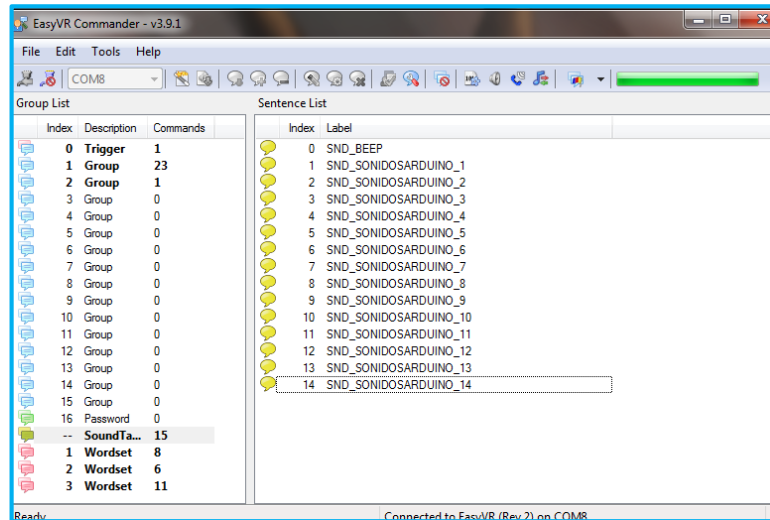 EasyVR Commander - v3.9.1
File Edit Tools Help
COM8
Group List
Index Description Commands
0 Trigger 1
1 Group 23
2 Group 1
3 Group 0
4 Group 0
5 Group 0
6 Group 0
7 Group 0
8 Group 0
9 Group 0
10 Group 0
11 Group 0
12 Group 0
13 Group 0
14 Group 0
15 Group 0
16 Password 0
-- SoundTa... 15
1 Wordset 8
2 Wordset 6
3 Wordset 11
Sentence List
Index Label
0 SND_BEEP
1 SND_SONIDOSARDUINO_1
2 SND_SONIDOSARDUINO_2
3 SND_SONIDOSARDUINO_3
4 SND_SONIDOSARDUINO_4
5 SND_SONIDOSARDUINO_5
6 SND_SONIDOSARDUINO_6
7 SND_SONIDOSARDUINO_7
8 SND_SONIDOSARDUINO_8
9 SND_SONIDOSARDUINO_9
10 SND_SONIDOSARDUINO_10
11 SND_SONIDOSARDUINO_11
12 SND_SONIDOSARDUINO_12
13 SND_SONIDOSARDUINO_13
14 SND_SONIDOSARDUINO_14
Ready
Connected to EasyVR (Rev 2) on COM8